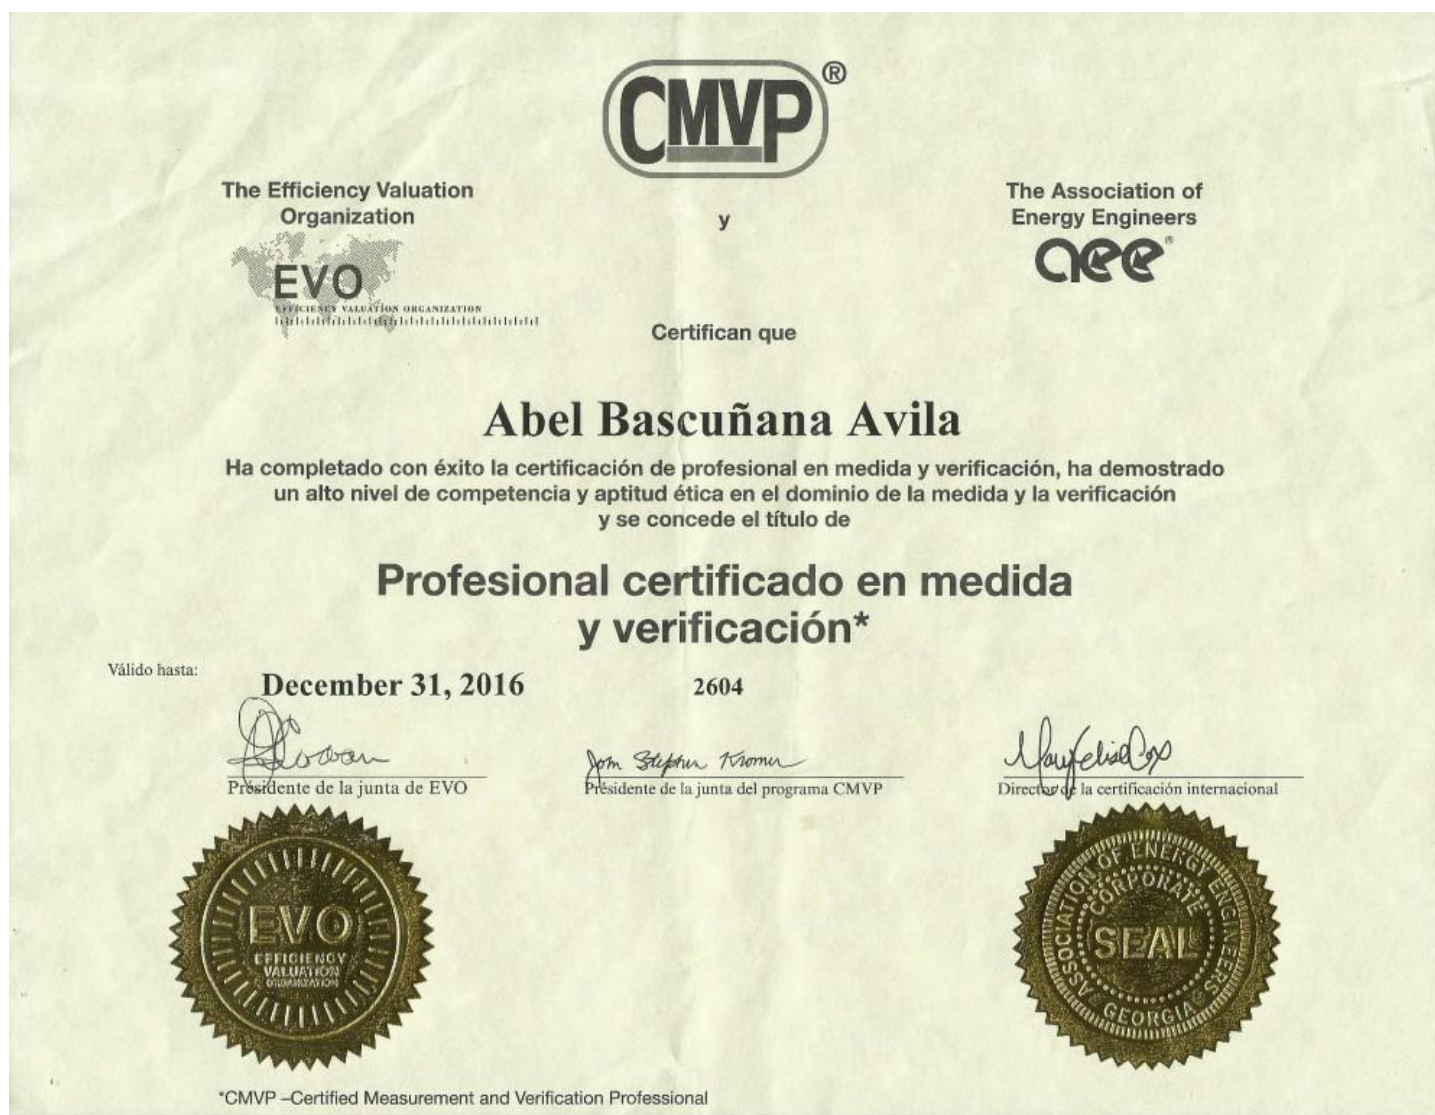 CMVP®
The Efficiency Valuation
Organization
EVO
EFFICIENCY VALUATION ORGANIZATION
y
The Association of
Energy Engineers
aee®
Certifican que
Abel Bascuñana Avila
Ha completado con éxito la certificación de profesional en medida y verificación, ha demostrado
un alto nivel de competencia y aptitud ética en el dominio de la medida y la verificación
y se concede el título de
Profesional certificado en medida
y verificación*
Válido hasta:
December 31, 2016
2604
Jom Stephen Kromer
Présidente de la junta de EVO
Présidente de la junta del programa CMVP
Director de la certificación internacional
EVO
EFFICIENCY
VALUATION
ORGANIZATION
ASSOCIATION OF ENERGY ENGINEERS
CORPORATE
SEAL
GEORGIA
*CMVP –Certified Measurement and Verification Professional